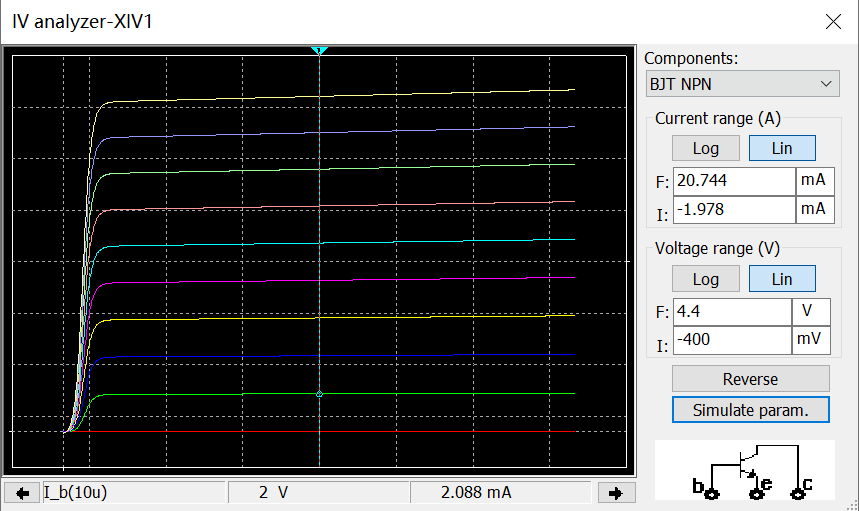 IV analyzer-XIV1
Components:
BJT NPN
Current range (A)
Log Lin
F: 20.744 mA
I: -1.978 mA
Voltage range (V)
Log Lin
F: 4.4 V
I: -400 mV
Reverse
Simulate param.
b e c
I_b(10u) 2 V 2.088 mA